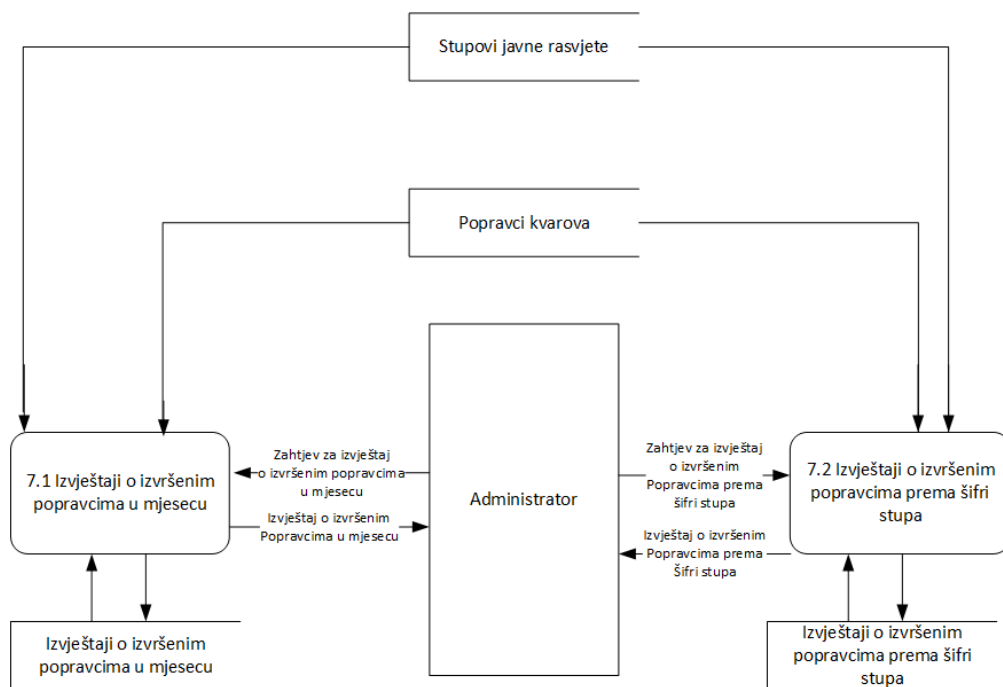 Stupovi javne rasvjete
Popravci kvarova
7.1 Izvještaji o izvršenim
popravcima u mjesecu
Zahtjev za izvještaj
o izvršenim popravcima
u mjesecu
Izvještaj o izvršenim
Popravcima u mjesecu
Administrator
Zahtjev za izvještaj
o izvršenim
Popravcima prema
šifri stupa
Izvještaj o izvršenim
Popravcima prema
Šifri stupa
7.2 Izvještaji o izvršenim
popravcima prema šifri
stupa
Izvještaji o izvršenim
popravcima u mjesecu
Izvještaji o izvršenim
popravcima prema šifri
stupa